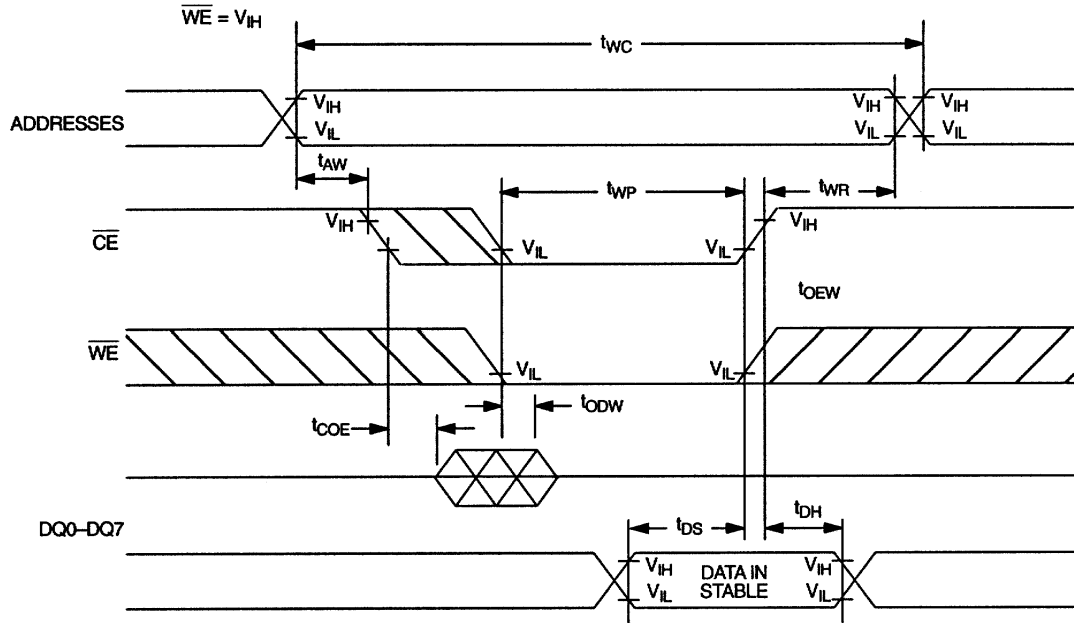 WE = VIH
tWC
ADDRESSES
VIH
VIL
VIH
VIL
VIH
VIL
tAW
tWP
tWR
CE
VIH
VIL
VIL
VIH
tOEW
WE
VIL
VIL
tCOE
tODW
DQ0–DQ7
tDS
tDH
VIH
VIL
DATA IN
STABLE
VIH
VIL